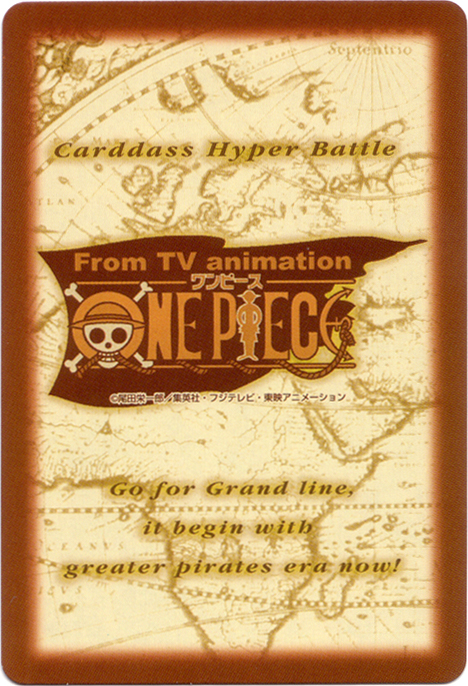 Septentrio
Carddass Hyper Battle
From TV animation
ワンピース
ONE PIECE
©尾田栄一郎／集英社・フジテレビ・東映アニメーション
Go for Grand line,
it begin with
greater pirates era now!